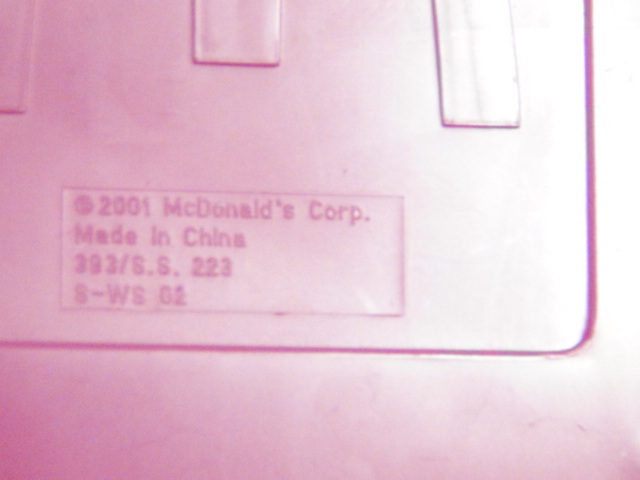 ©2001 McDonald's Corp.
Made in China
393/S.S. 223
S-WS 02